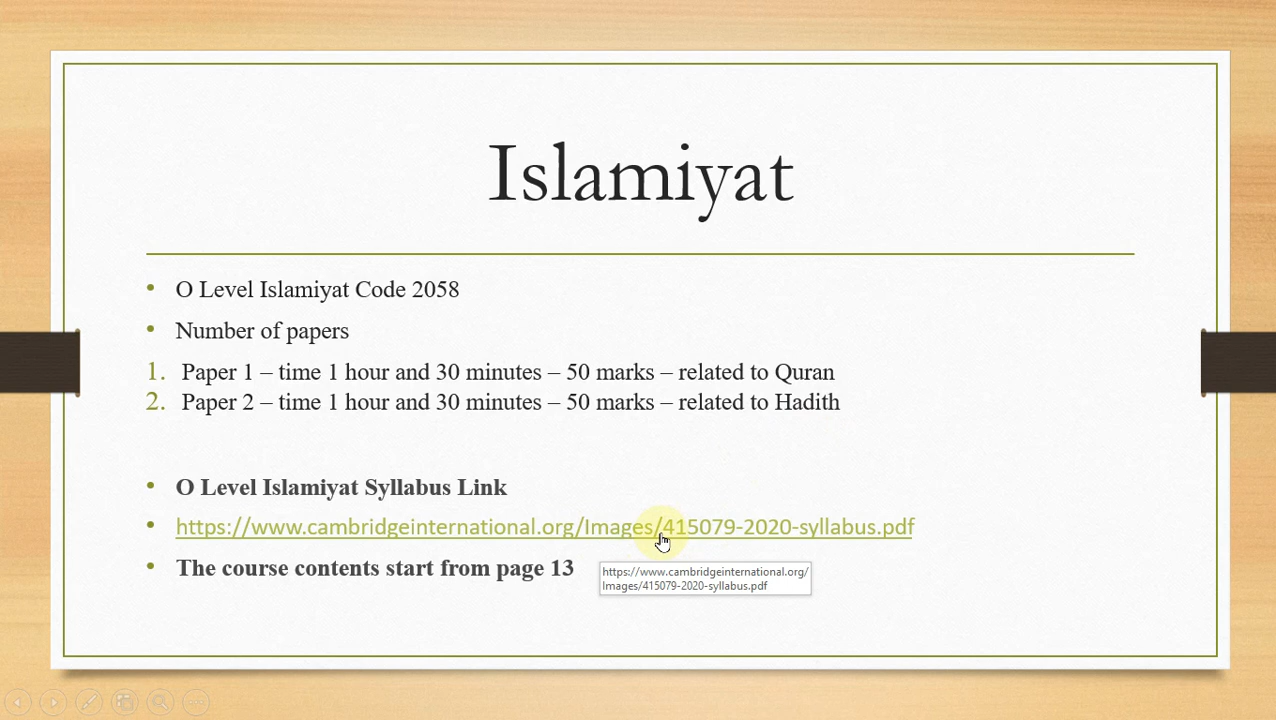 Islamiyat
• O Level Islamiyat Code 2058
• Number of papers
1. Paper 1 – time 1 hour and 30 minutes – 50 marks – related to Quran
2. Paper 2 – time 1 hour and 30 minutes – 50 marks – related to Hadith
• O Level Islamiyat Syllabus Link
• https://www.cambridgeinternational.org/Images/415079-2020-syllabus.pdf
• The course contents start from page 13
https://www.cambridgeinternational.org/
Images/415079-2020-syllabus.pdf